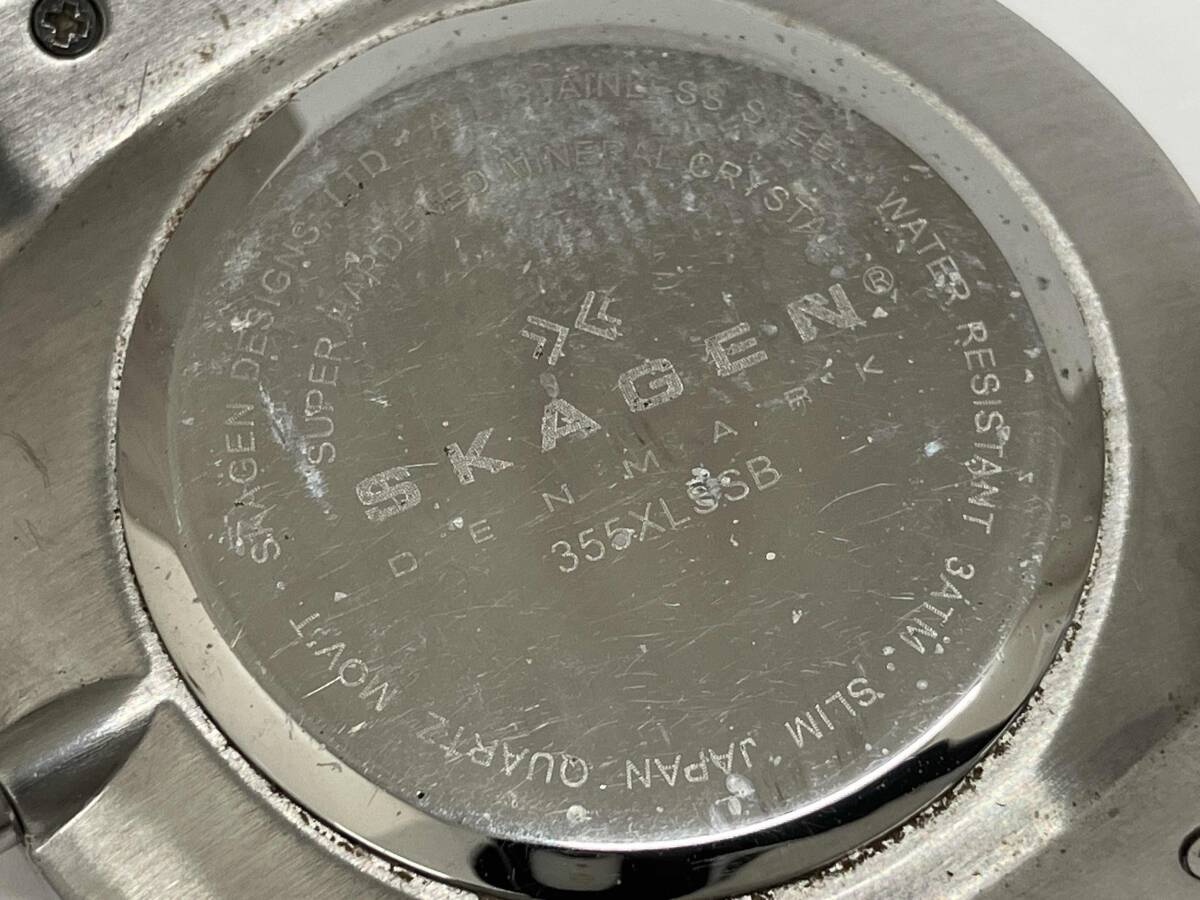 SKAGEN DESIGNS, LTD. ALL STAINLESS STEEL. WATER RESISTANT 3ATM. SLIM JAPAN QUARTZ MOV'T.
SUPER HARDENED MINERAL CRYSTAL
SKAGEN®
DENMARK
355XLSSB